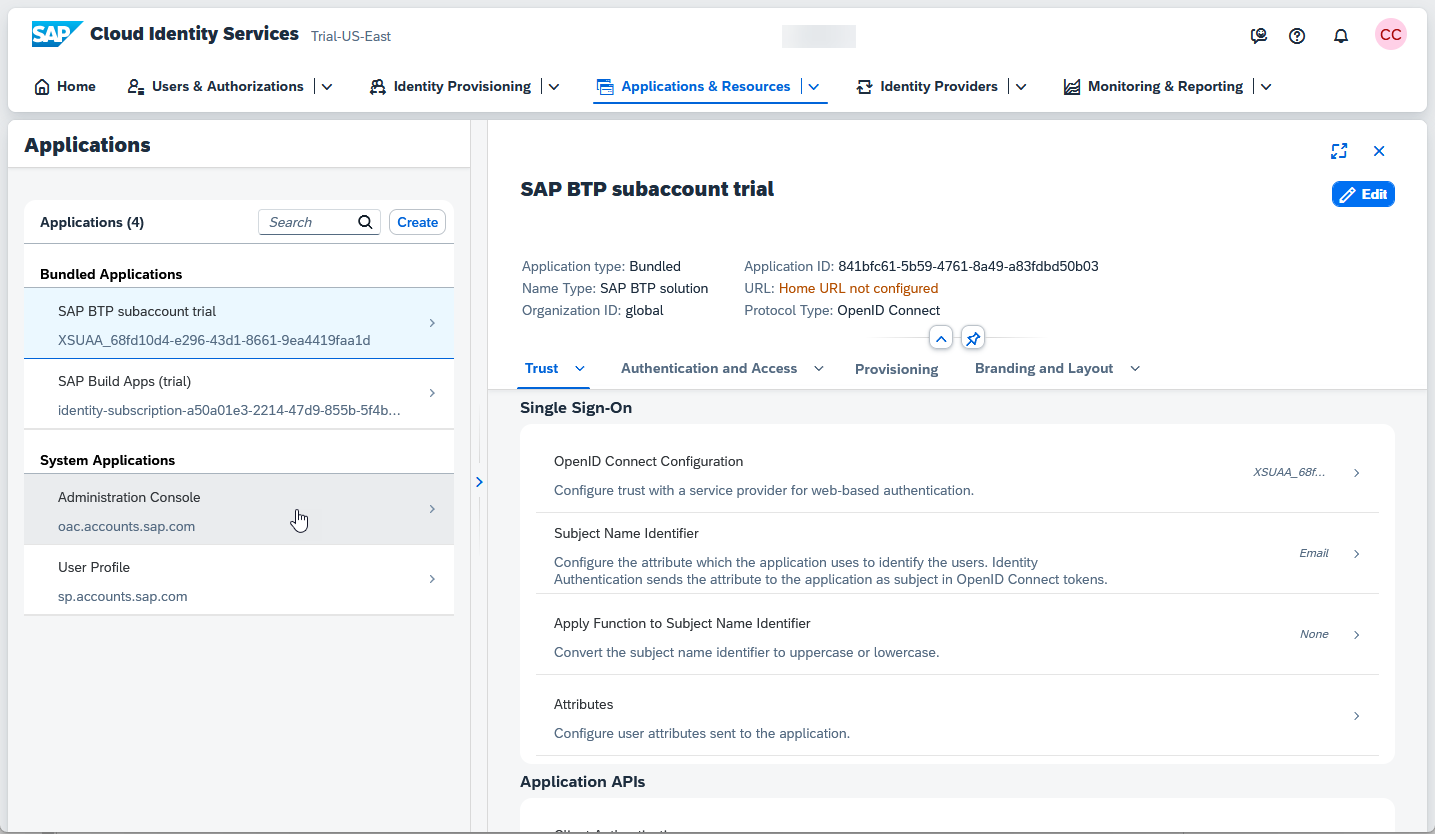 SAP Cloud Identity Services Trial-US-East
CC
Home Users & Authorizations Identity Provisioning Applications & Resources Identity Providers Monitoring & Reporting
Applications
Applications (4) Search Create
Bundled Applications
SAP BTP subaccount trial
XSUAA_68fd10d4-e296-43d1-8661-9ea4419faa1d
SAP Build Apps (trial)
identity-subscription-a50a01e3-2214-47d9-855b-5f4b...
System Applications
Administration Console
oac.accounts.sap.com
User Profile
sp.accounts.sap.com
SAP BTP subaccount trial
Edit
Application type: Bundled Application ID: 841bfc61-5b59-4761-8a49-a83fdbd50b03
Name Type: SAP BTP solution URL: Home URL not configured
Organization ID: global Protocol Type: OpenID Connect
Trust Authentication and Access Provisioning Branding and Layout
Single Sign-On
OpenID Connect Configuration
XSUAA_68f...
Configure trust with a service provider for web-based authentication.
Subject Name Identifier
Email
Configure the attribute which the application uses to identify the users. Identity
Authentication sends the attribute to the application as subject in OpenID Connect tokens.
Apply Function to Subject Name Identifier
None
Convert the subject name identifier to uppercase or lowercase.
Attributes
Configure user attributes sent to the application.
Application APIs